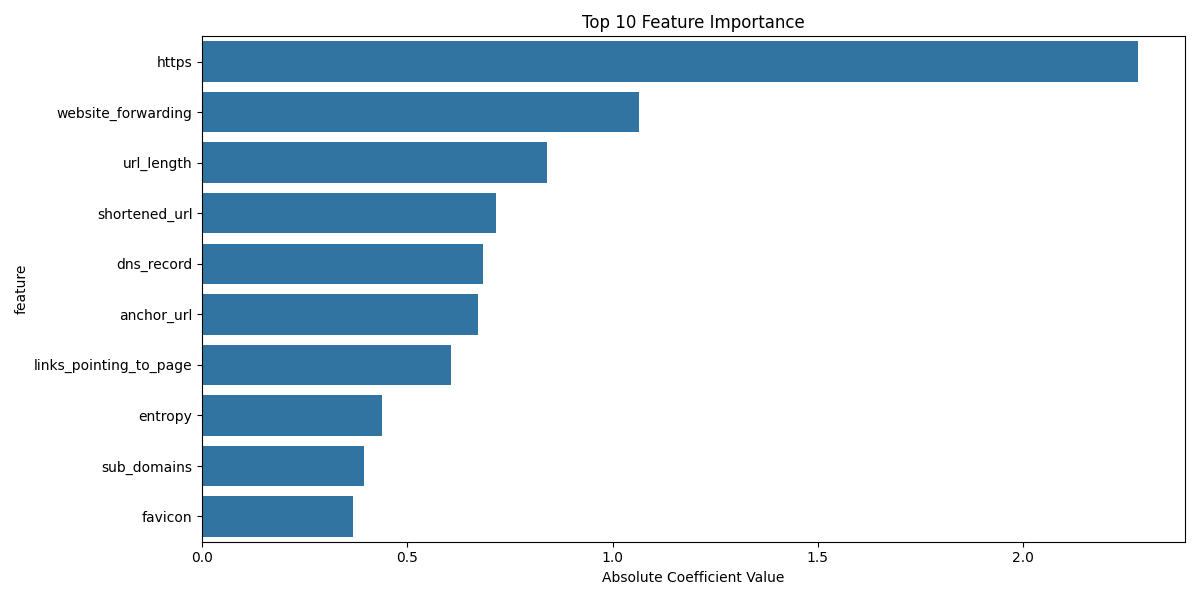 Top 10 Feature Importance
feature
https
website_forwarding
url_length
shortened_url
dns_record
anchor_url
links_pointing_to_page
entropy
sub_domains
favicon
0.0 0.5 1.0 1.5 2.0
Absolute Coefficient Value